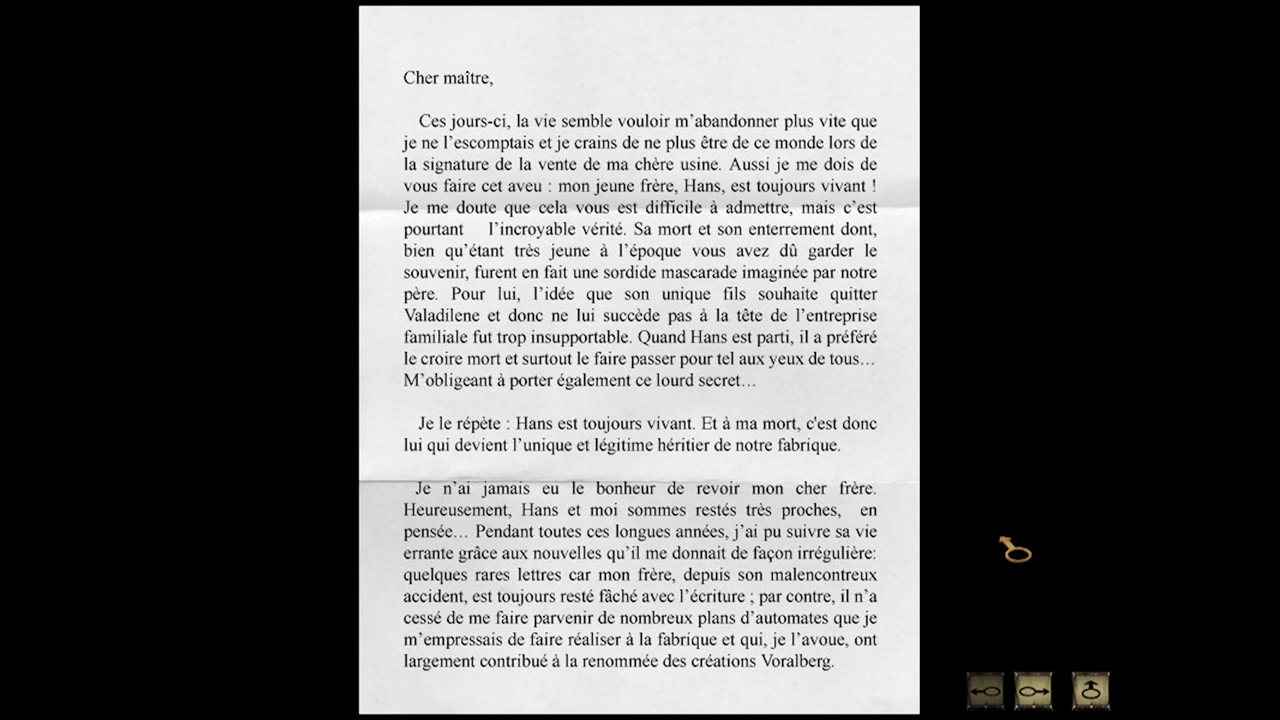 Cher maître,
Ces jours-ci, la vie semble vouloir m’abandonner plus vite que
je ne l’escomptais et je crains de ne plus être de ce monde lors de
la signature de la vente de ma chère usine. Aussi je me dois de
vous faire cet aveu : mon jeune frère, Hans, est toujours vivant !
Je me doute que cela vous est difficile à admettre, mais c’est
pourtant l’incroyable vérité. Sa mort et son enterrement dont,
bien qu’étant très jeune à l’époque vous avez dû garder le
souvenir, furent en fait une sordide mascarade imaginée par notre
père. Pour lui, l’idée que son unique fils souhaite quitter
Valadilene et donc ne lui succède pas à la tête de l’entreprise
familiale fut trop insupportable. Quand Hans est parti, il a préféré
le croire mort et surtout le faire passer pour tel aux yeux de tous…
M’obligeant à porter également ce lourd secret…
Je le répète : Hans est toujours vivant. Et à ma mort, c'est donc
lui qui devient l’unique et légitime héritier de notre fabrique.
Je n’ai jamais eu le bonheur de revoir mon cher frère.
Heureusement, Hans et moi sommes restés très proches, en
pensée… Pendant toutes ces longues années, j’ai pu suivre sa vie
errante grâce aux nouvelles qu’il me donnait de façon irrégulière:
quelques rares lettres car mon frère, depuis son malencontreux
accident, est toujours resté fâché avec l’écriture ; par contre, il n’a
cessé de me faire parvenir de nombreux plans d’automates que je
m’empressais de faire réaliser à la fabrique et qui, je l’avoue, ont
largement contribué à la renommée des créations Voralberg.